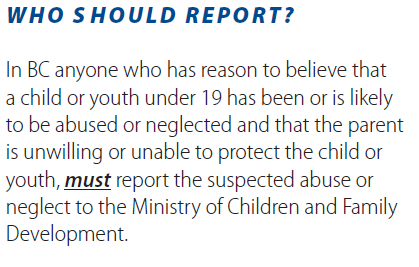 WHO SHOULD REPORT?
In BC anyone who has reason to believe that
a child or youth under 19 has been or is likely
to be abused or neglected and that the parent
is unwilling or unable to protect the child or
youth, must report the suspected abuse or
neglect to the Ministry of Children and Family
Development.